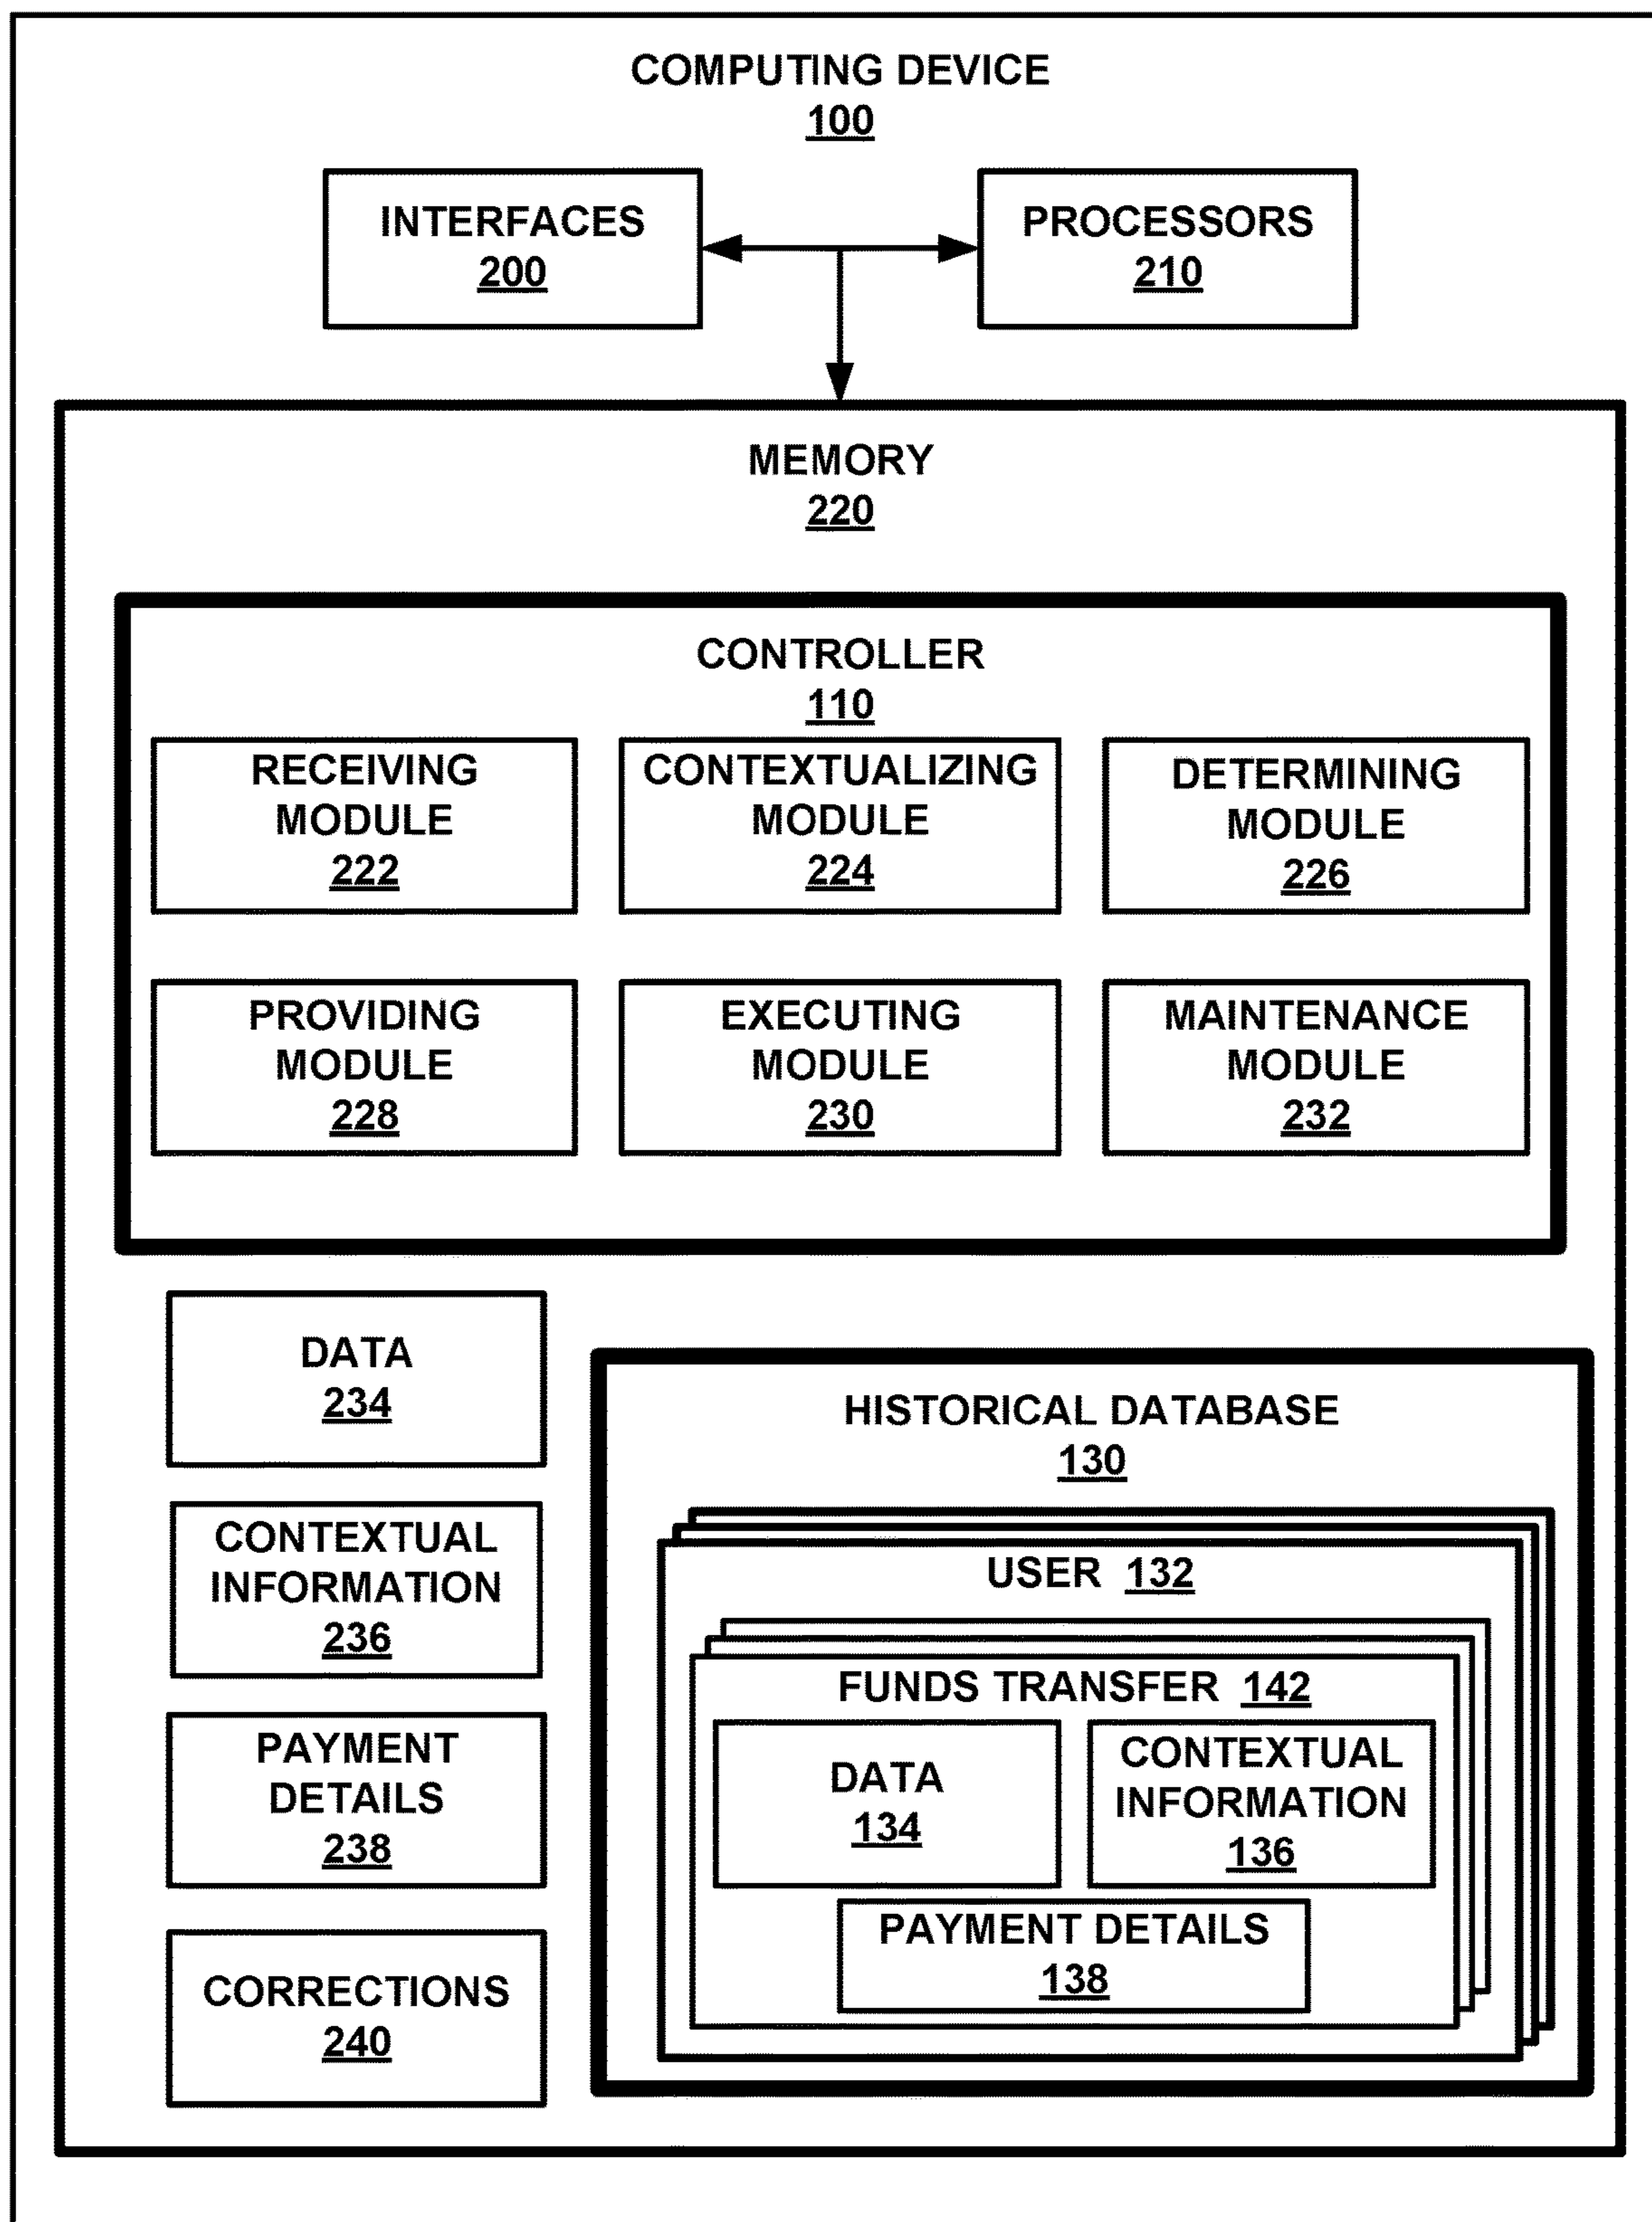 COMPUTING DEVICE
100
INTERFACES
200
PROCESSORS
210
MEMORY
220
CONTROLLER
110
RECEIVING
MODULE
222
CONTEXTUALIZING
MODULE
224
DETERMINING
MODULE
226
PROVIDING
MODULE
228
EXECUTING
MODULE
230
MAINTENANCE
MODULE
232
DATA
234
CONTEXTUAL
INFORMATION
236
PAYMENT
DETAILS
238
CORRECTIONS
240
HISTORICAL DATABASE
130
USER 132
FUNDS TRANSFER 142
DATA
134
CONTEXTUAL
INFORMATION
136
PAYMENT DETAILS
138